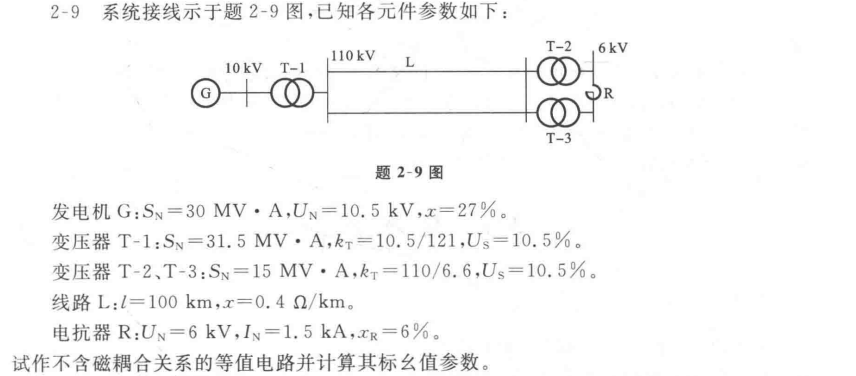 2-9 系统接线示于题 2-9 图,已知各元件参数如下:
10 kV T-1 110 kV L T-2 6 kV
G R
T-3
题 2-9 图
发电机 G:S_N=30 MV·A,U_N=10.5 kV,x=27%。
变压器 T-1:S_N=31.5 MV·A,k_T=10.5/121,U_S=10.5%。
变压器 T-2、T-3:S_N=15 MV·A,k_T=110/6.6,U_S=10.5%。
线路 L:l=100 km,x=0.4 Ω/km。
电抗器 R:U_N=6 kV,I_N=1.5 kA,x_R=6%。
试作不含磁耦合关系的等值电路并计算其标幺值参数。